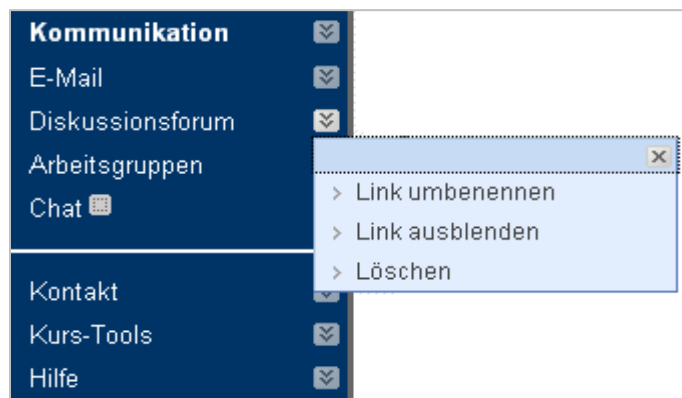 Kommunikation
E-Mail
Diskussionsforum
Arbeitsgruppen
Chat
Link umbenennen
Link ausblenden
Löschen
Kontakt
Kurs-Tools
Hilfe